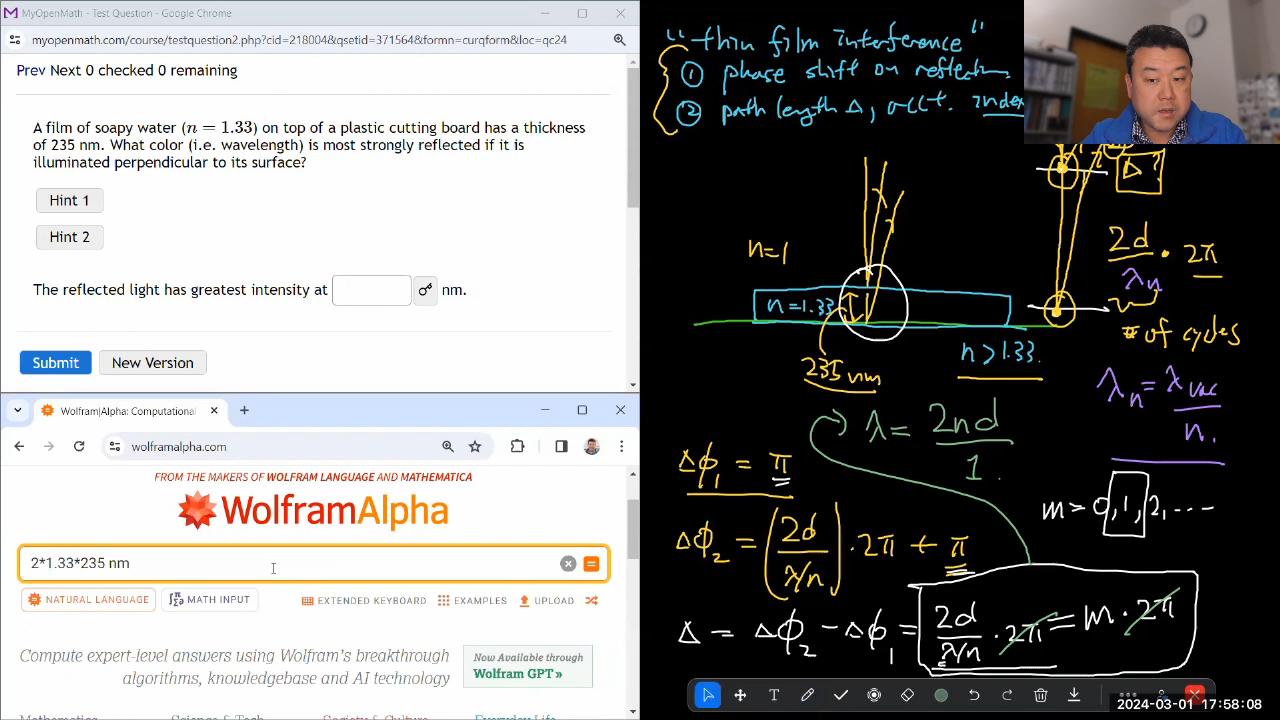 MyOpenMath - Test Question - Google Chrome
myopenmath.com/course/testquestion2.php?cid=218004&qsetid=371564&formn=curqform&loc=qc24
Prev Next 0 checked 0 remaining
A film of soapy water (n = 1.33) on top of a plastic cutting board has a thickness
of 235 nm. What color (i.e. wavelength) is most strongly reflected if it is
illuminated perpendicular to its surface?
Hint 1
Hint 2
The reflected light has greatest intensity at
nm.
Submit
New Version
Wolfram|Alpha: Computational
wolframalpha.com
FROM THE MAKERS OF WOLFRAM LANGUAGE AND MATHEMATICA
WolframAlpha
2*1.33*235 nm
NATURAL LANGUAGE
MATH INPUT
EXTENDED KEYBOARD
EXAMPLES
UPLOAD
Compute expert-level answers using Wolfram's breakthrough
algorithms, knowledgebase and AI technology
Now Available through
Wolfram GPT»
"thin film interference"
① phase shift on reflection.
② path length Δ, acct. index
Δ?
n=1
n=1.33
235 nm
n>1.33.
2d/λn · 2π
# of cycles
λn = λvac/n.
λ = 2nd/1.
m = 0, 1, 2, ...
Δϕ₁ = π
Δϕ₂ = (2d/(λ/n)) · 2π + π
Δ = Δϕ₂ - Δϕ₁ = 2d/(λ/n) · 2π = m · 2π
2024-03-01 17:58:08